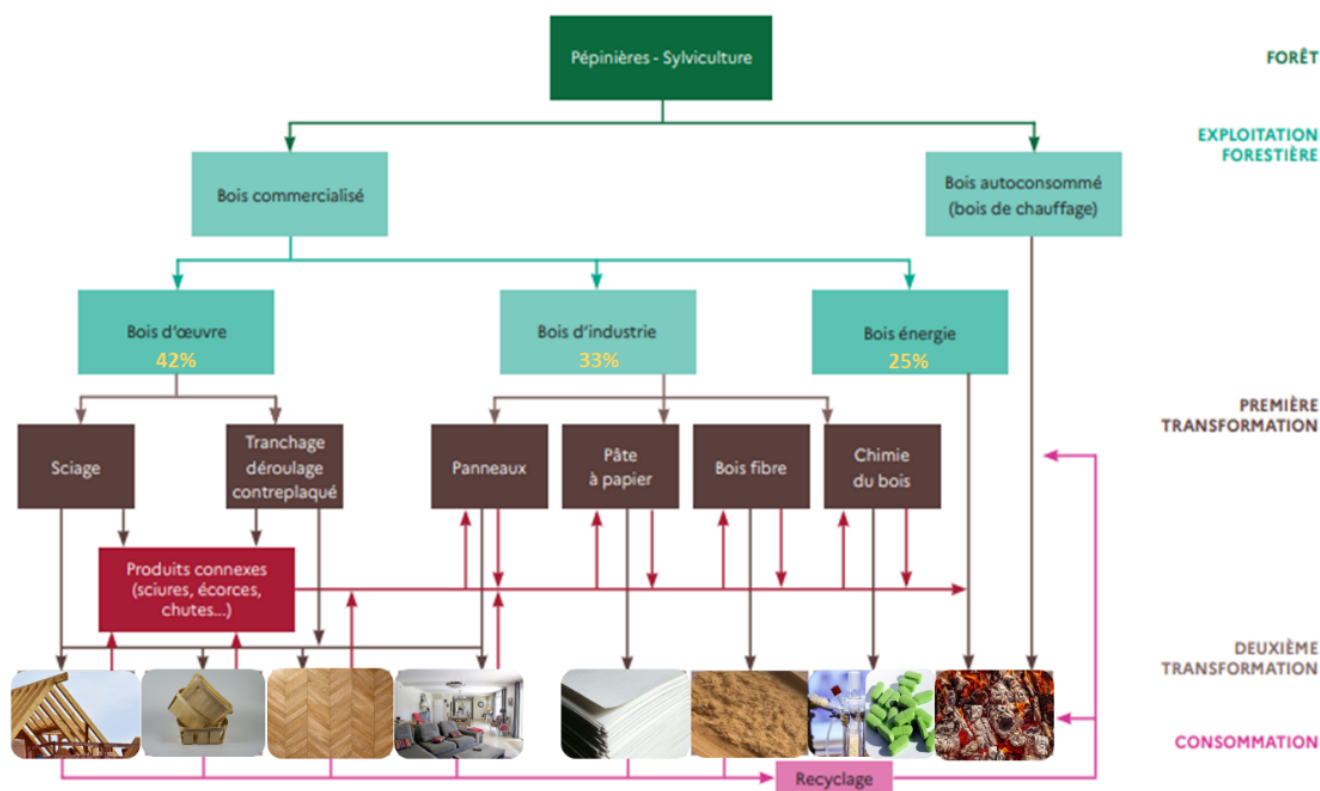 Pépinières - Sylviculture
FORÊT
EXPLOITATION
FORESTIÈRE
Bois commercialisé
Bois autoconsommé
(bois de chauffage)
Bois d'œuvre
42%
Bois d'industrie
33%
Bois énergie
25%
PREMIÈRE
TRANSFORMATION
Sciage
Tranchage
déroulage
contreplaqué
Panneaux
Pâte
à papier
Bois fibre
Chimie
du bois
Produits connexes
(sciures, écorces,
chutes...)
DEUXIÈME
TRANSFORMATION
CONSOMMATION
Recyclage